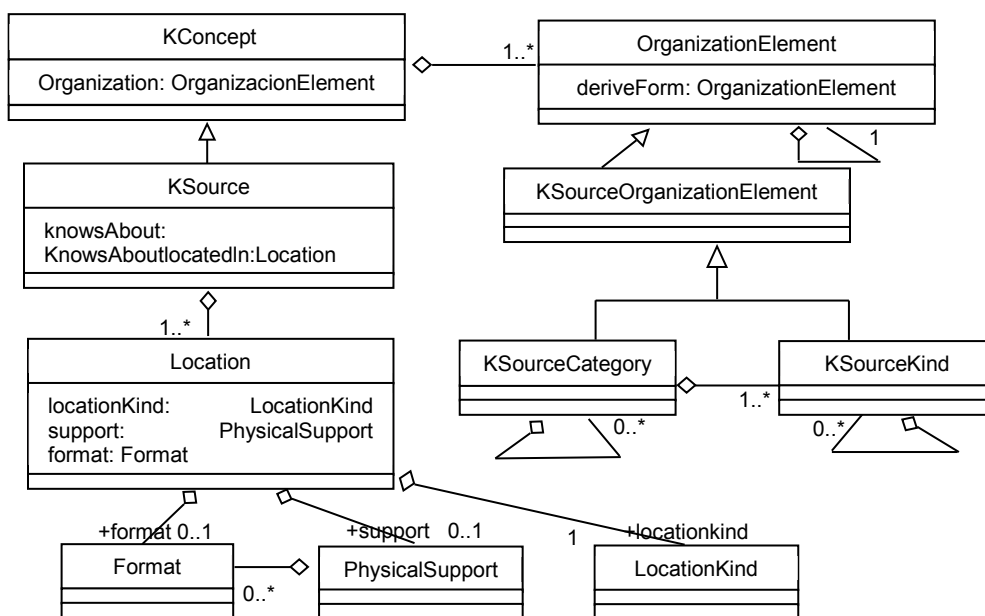 KConcept
Organization: OrganizacionElement
1..*
OrganizationElement
deriveForm: OrganizationElement
1
KSource
knowsAbout:
KnowsAboutlocatedIn:Location
KSourceOrganizationElement
1..*
Location
locationKind: LocationKind
support: PhysicalSupport
format: Format
KSourceCategory
KSourceKind
1..*
0..*
0..*
+format 0..1
+support 0..1
1
+locationkind
Format
0..*
PhysicalSupport
LocationKind